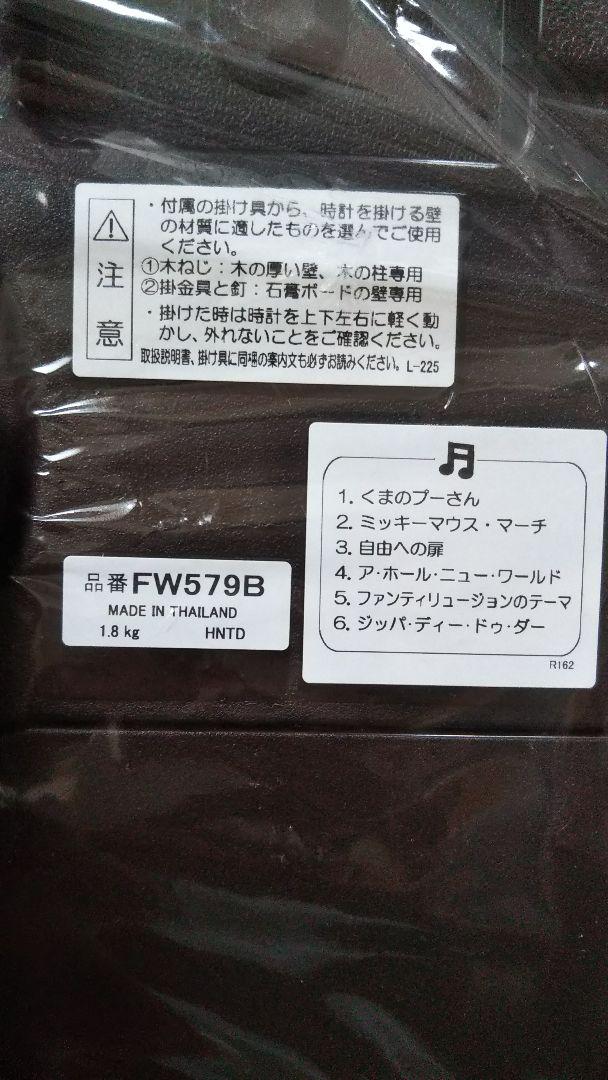 ・付属の掛け具から、時計を掛ける壁
の材質に適したものを選んでご使用
ください。
①木ねじ：木の厚い壁、木の柱専用
②掛金具と釘：石膏ボードの壁専用
・掛けた時は時計を上下左右に軽く動
かし、外れないことをご確認ください。
取扱説明書、掛け具に同梱の案内文も必ずお読みください。L-225
注意
1. くまのプーさん
2. ミッキーマウス・マーチ
3. 自由への扉
4. ア・ホール・ニュー・ワールド
5. ファンティリュージョンのテーマ
6. ジッパ・ディー・ドゥ・ダー
R162
品番FW579B
MADE IN THAILAND
1.8 kg HNTD